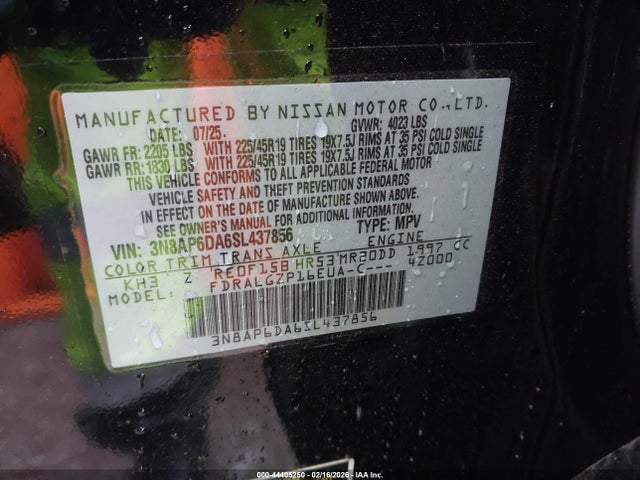 MANUFACTURED BY NISSAN MOTOR CO., LTD.
DATE: 07/25. GVWR: 4023 LBS
GAWR FR: 2205 LBS WITH 225/45R19 TIRES 19X7.5J RIMS AT 35 PSI COLD SINGLE
GAWR RR: 1830 LBS WITH 225/45R19 TIRES 19X7.5J RIMS AT 35 PSI COLD SINGLE
THIS VEHICLE CONFORMS TO ALL APPLICABLE FEDERAL MOTOR
VEHICLE SAFETY AND THEFT PREVENTION STANDARDS
IN EFFECT ON THE DATE OF MANUFACTURE SHOWN ABOVE.
SEE OWNER'S MANUAL FOR ADDITIONAL INFORMATION.
VIN: 3N8AP6DA6SL437856 TYPE: MPV
COLOR TRIM TRANS AXLE ENGINE
KH3 Z RE0F15B HR53 MR20DD 1.997 CC
MODEL: FDRALGZP16EUA-C---- 42000
3N8AP6DA6SL437856
000-44405250 - 02/16/2026 - IAA Inc.